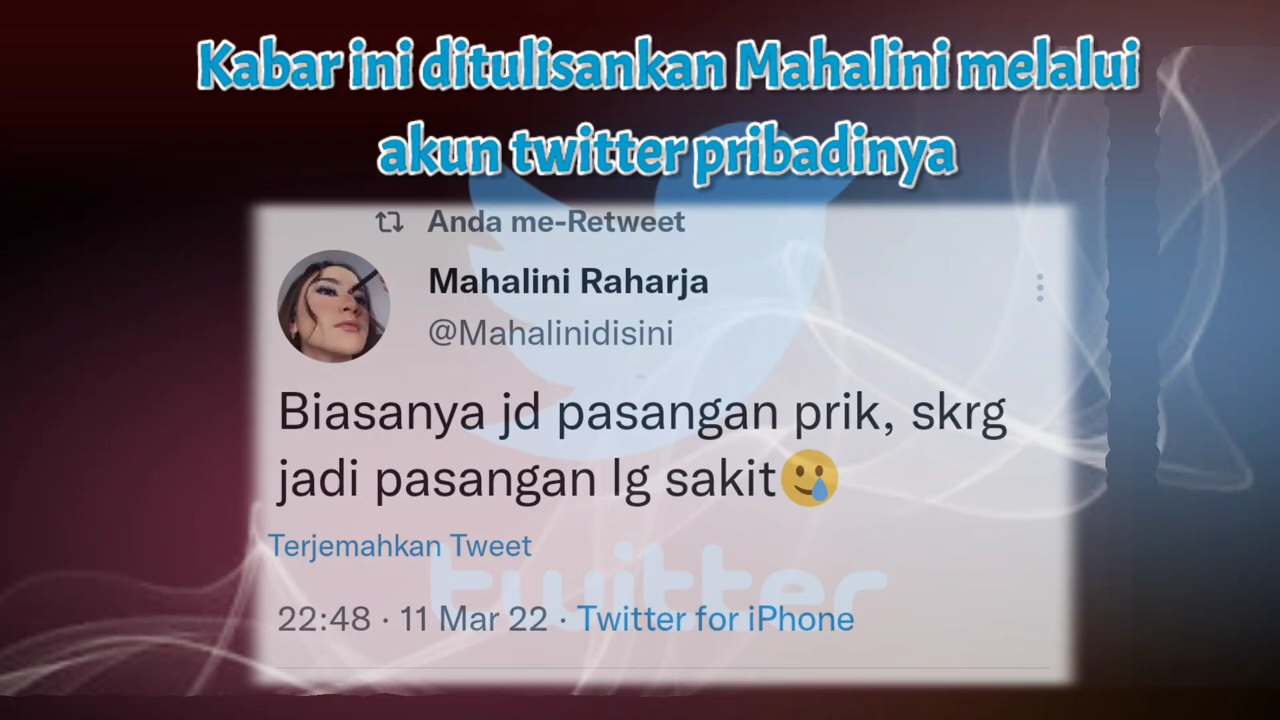 Kabar ini ditulisankan Mahalini melalui
akun twitter pribadinya
Anda me-Retweet
Mahalini Raharja
@Mahalinidisini
Biasanya jd pasangan prik, skrg
jadi pasangan lg sakit🥲
Terjemahkan Tweet
twitter
22:48 · 11 Mar 22 · Twitter for iPhone